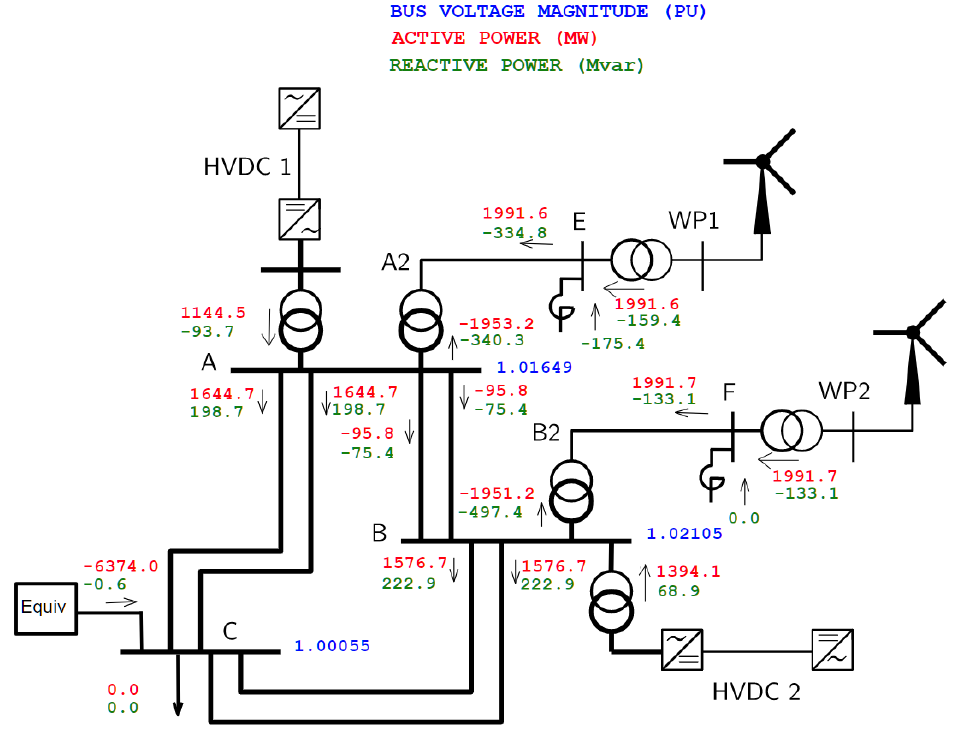 BUS VOLTAGE MAGNITUDE (PU)
ACTIVE POWER (MW)
REACTIVE POWER (Mvar)
HVDC 1
1991.6
-334.8
E
WP1
A2
1991.6
-159.4
-175.4
1144.5
-93.7
-1953.2
-340.3
A
1.01649
1644.7
198.7
1644.7
198.7
-95.8
-75.4
-95.8
-75.4
1991.7
-133.1
F
WP2
B2
1991.7
-133.1
0.0
-1951.2
-497.4
B
1.02105
1576.7
222.9
1576.7
222.9
1394.1
68.9
-6374.0
-0.6
Equiv
C
1.00055
0.0
0.0
HVDC 2